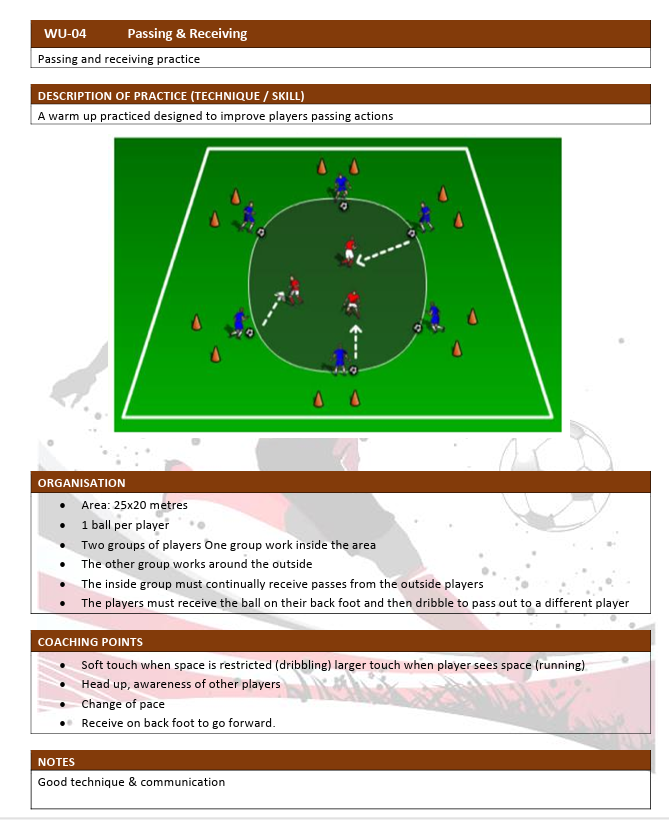 WU-04 Passing & Receiving
Passing and receiving practice
DESCRIPTION OF PRACTICE (TECHNIQUE / SKILL)
A warm up practiced designed to improve players passing actions
ORGANISATION
• Area: 25x20 metres
• 1 ball per player
• Two groups of players One group work inside the area
• The other group works around the outside
• The inside group must continually receive passes from the outside players
• The players must receive the ball on their back foot and then dribble to pass out to a different player
COACHING POINTS
• Soft touch when space is restricted (dribbling) larger touch when player sees space (running)
• Head up, awareness of other players
• Change of pace
• Receive on back foot to go forward.
NOTES
Good technique & communication